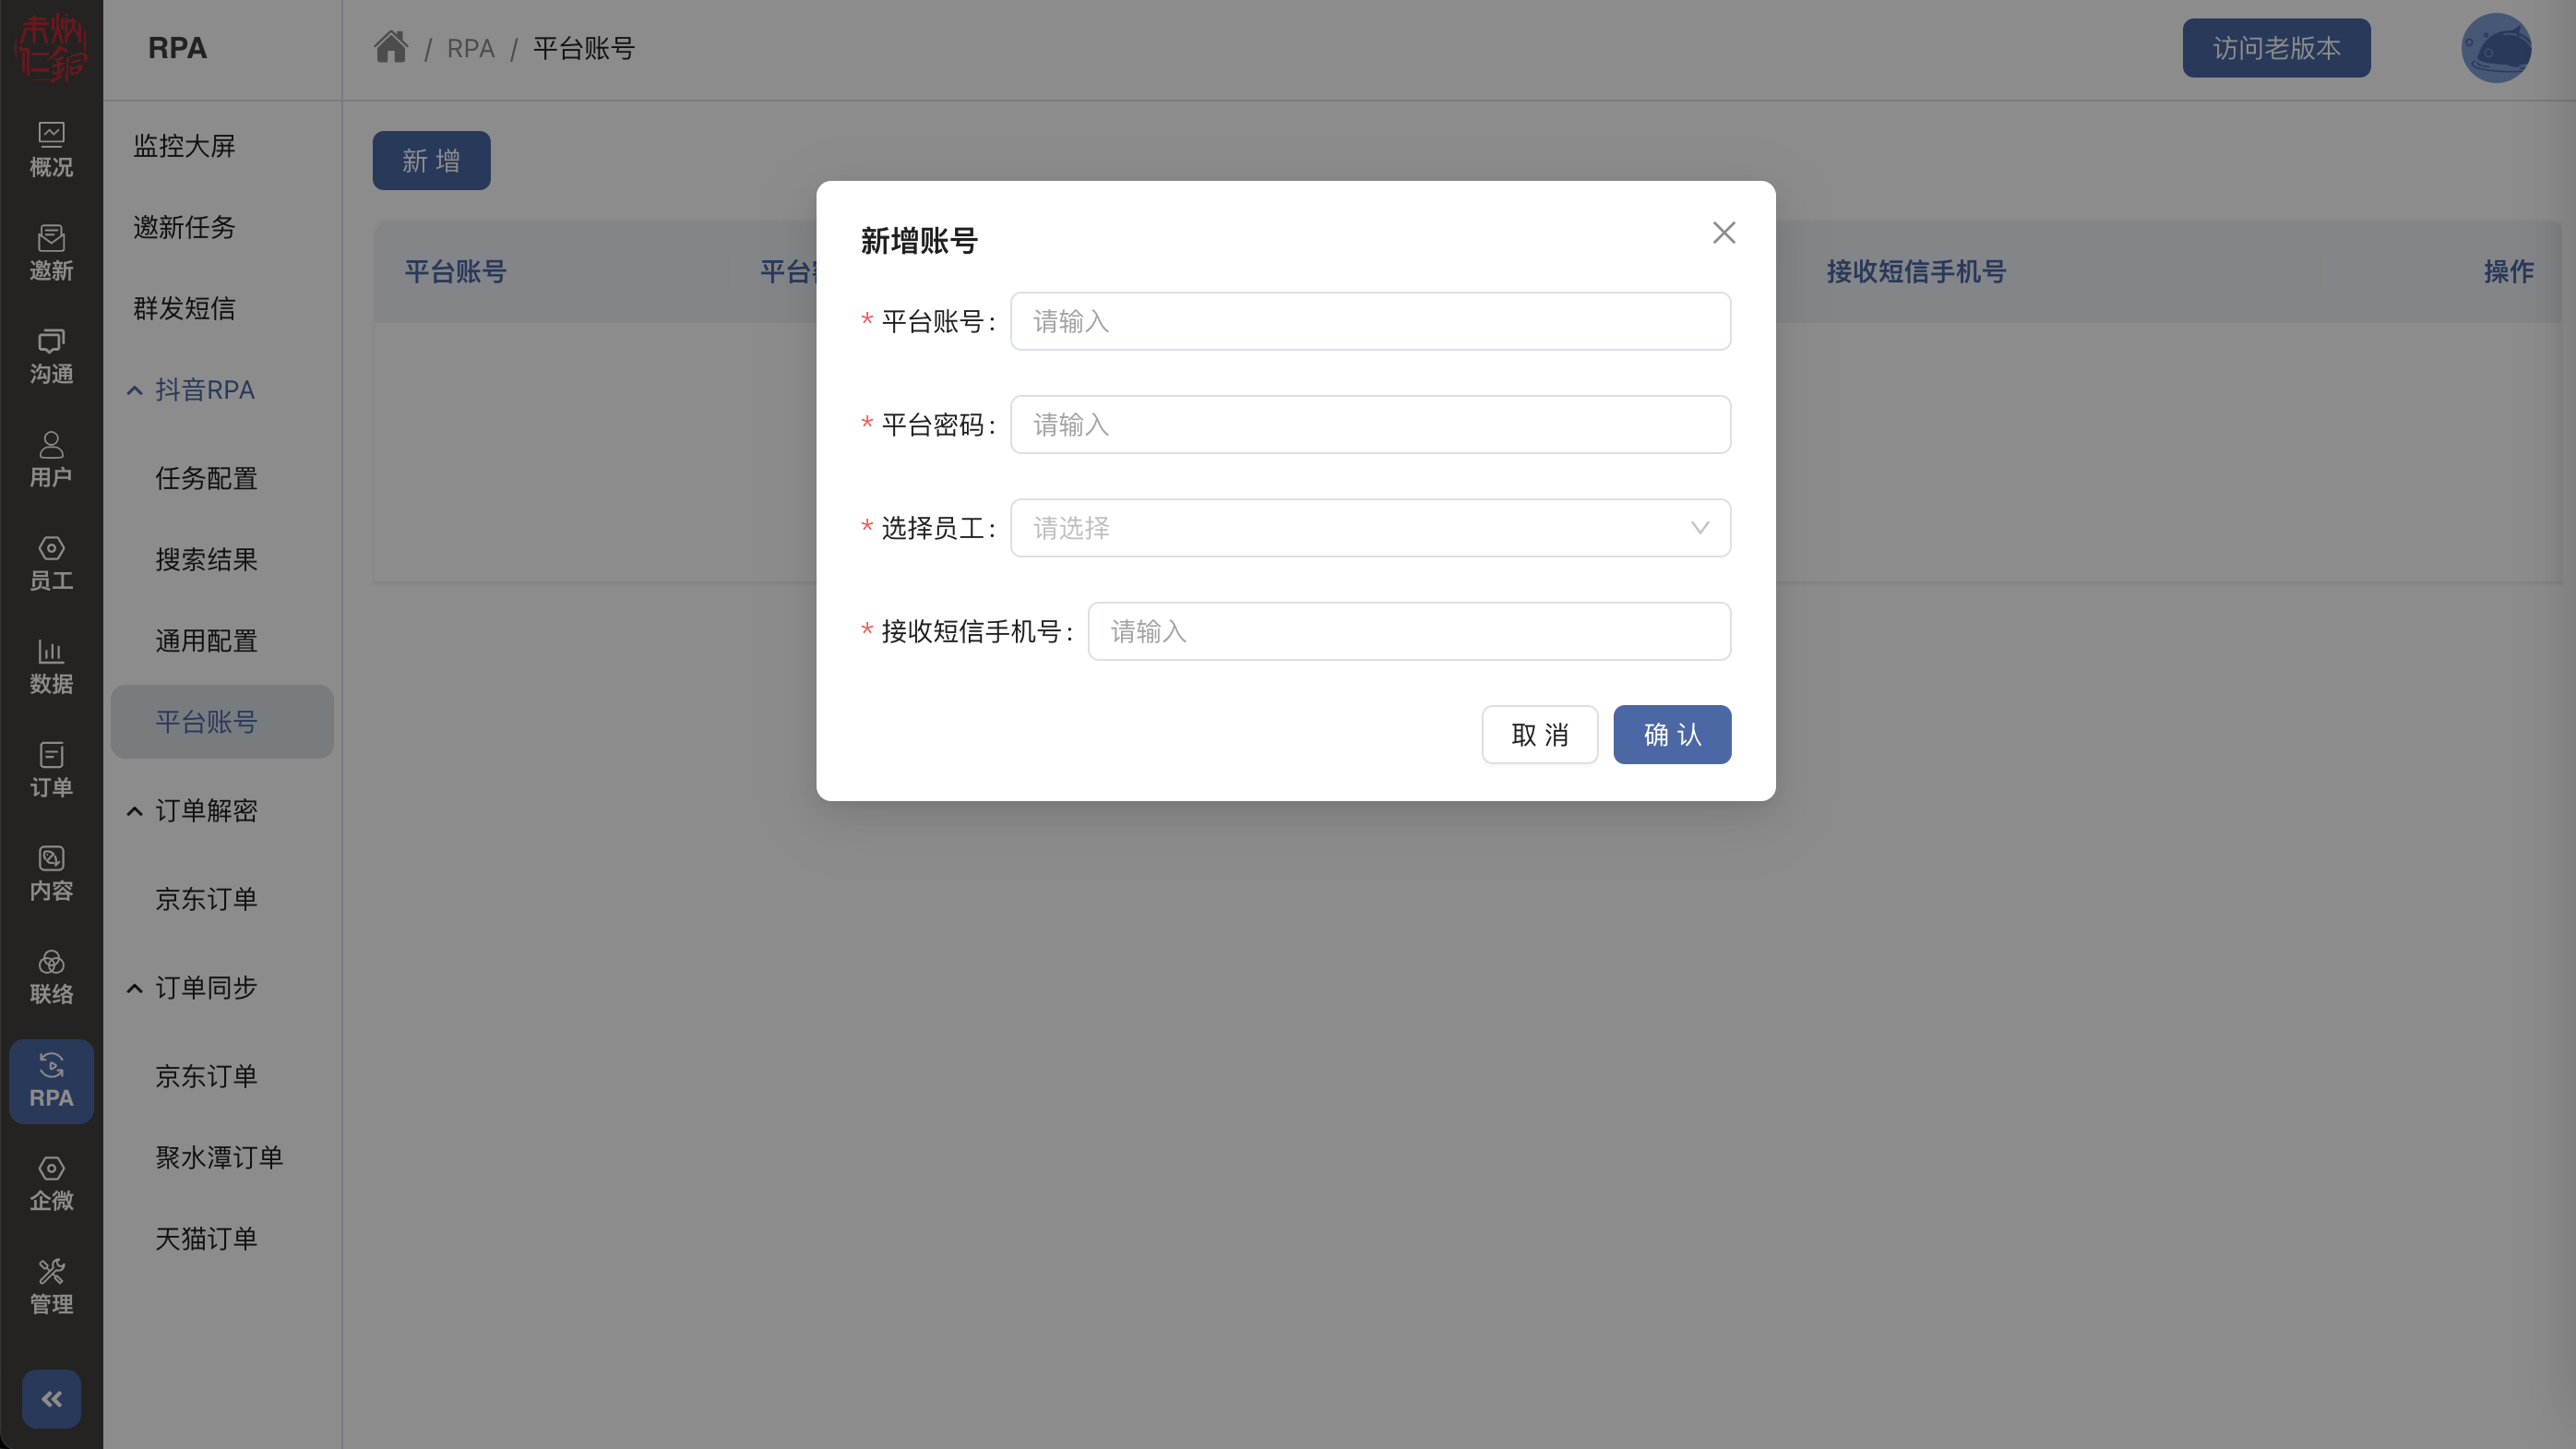 未炳
仁銅
概况
邀新
沟通
用户
员工
数据
订单
内容
联络
RPA
企微
管理
RPA
监控大屏
邀新任务
群发短信
抖音RPA
任务配置
搜索结果
通用配置
平台账号
订单解密
京东订单
订单同步
京东订单
聚水潭订单
天猫订单
/ RPA / 平台账号
访问老版本
新 增
平台账号
平台
接收短信手机号
操作
新增账号
* 平台账号: 请输入
* 平台密码: 请输入
* 选择员工: 请选择
* 接收短信手机号: 请输入
取 消
确 认